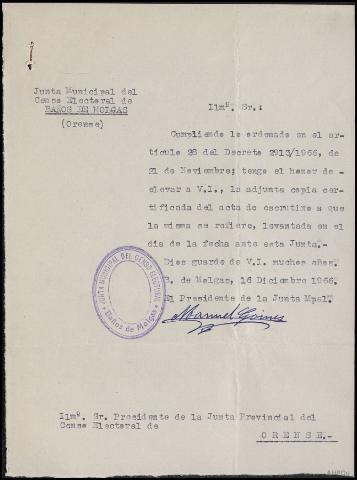 Junta Municipal del
Censo Electoral de
BAÑOS DE MOLGAS
(Orense)
Ilmº. Sr.:
Cumpliendo lo ordenado en el ar-
tículo 28 del Decreto 2913/1966, de
21 de Noviembre; tengo el honor de -
elevar a V.I., la adjunta copia cer-
tificada del acta de escrutinio a que
la misma se refiere, levantada en el
día de la fecha ante esta Junta.-
Dios guarde de V.I. muchos años.
B. de Molgas, 16 Diciembre 1966.
El Presidente de la Junta Mpal.
JUNTA MUNICIPAL DEL CENSO ELECTORAL
Baños de Molgas
Manuel
Ilmº. Sr. Presidente de la Junta Provincial del
Censo Electoral de
ORENSE.-
AHPOu